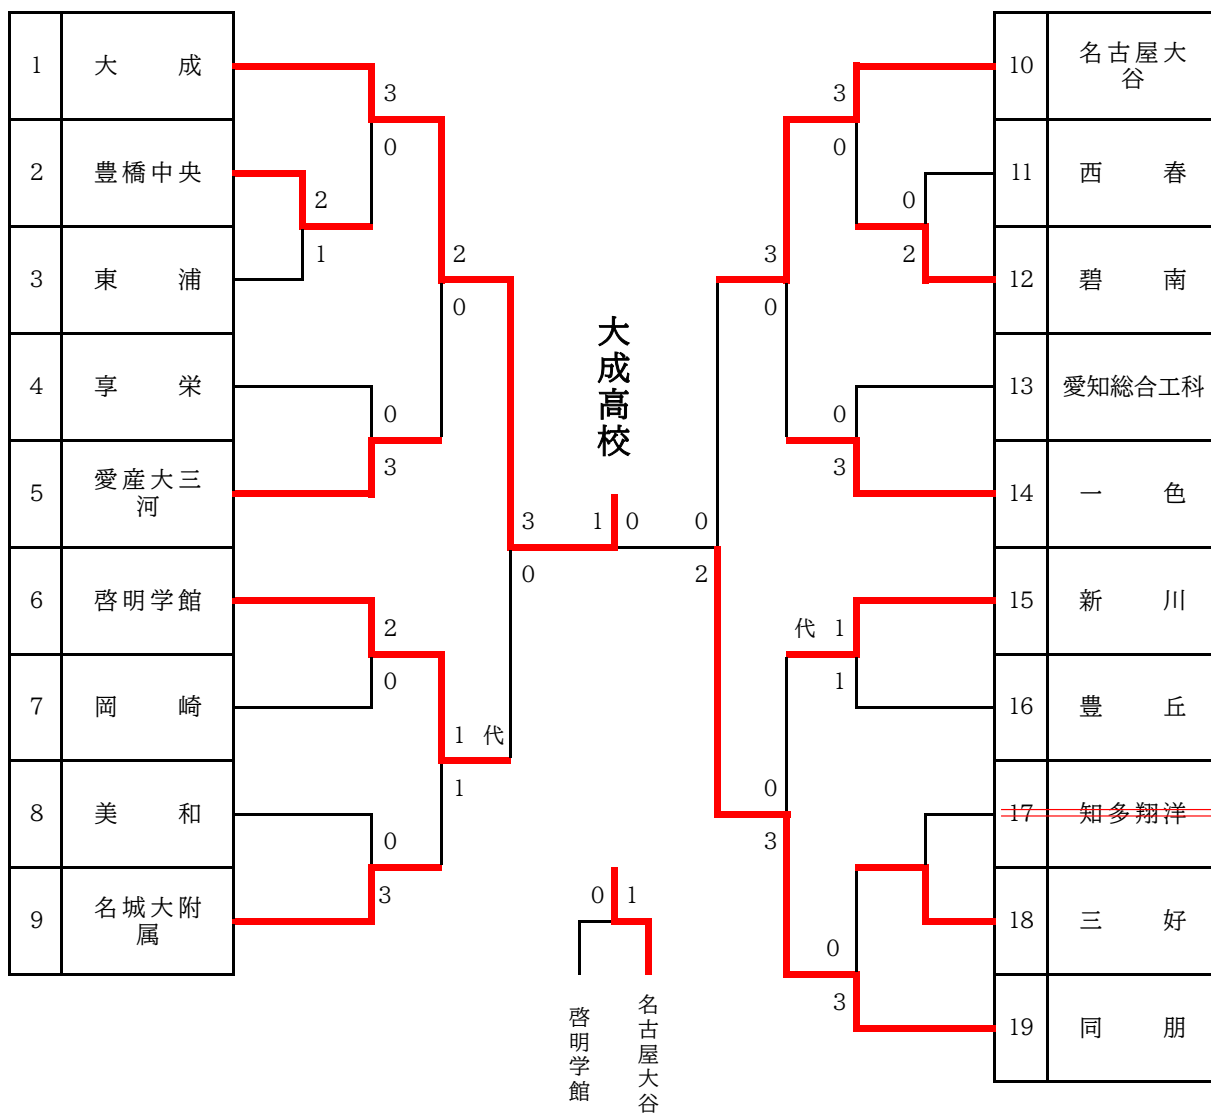 1 大成
2 豊橋中央
3 東浦
4 享栄
5 愛産大三
河
6 啓明学館
7 岡崎
8 美和
9 名城大附
属
3
0
2
1
2
0
0
3
3
0
2
0
1 代
1
0
3
大成高校
1 0
0 1
啓明学館
名古屋大谷
3
0
0
2
3
0
0
3
0
2
代 1
1
0
3
0
3
10 名古屋大
谷
11 西春
12 碧南
13 愛知総合工科
14 一色
15 新川
16 豊丘
17 知多翔洋
18 三好
19 同朋